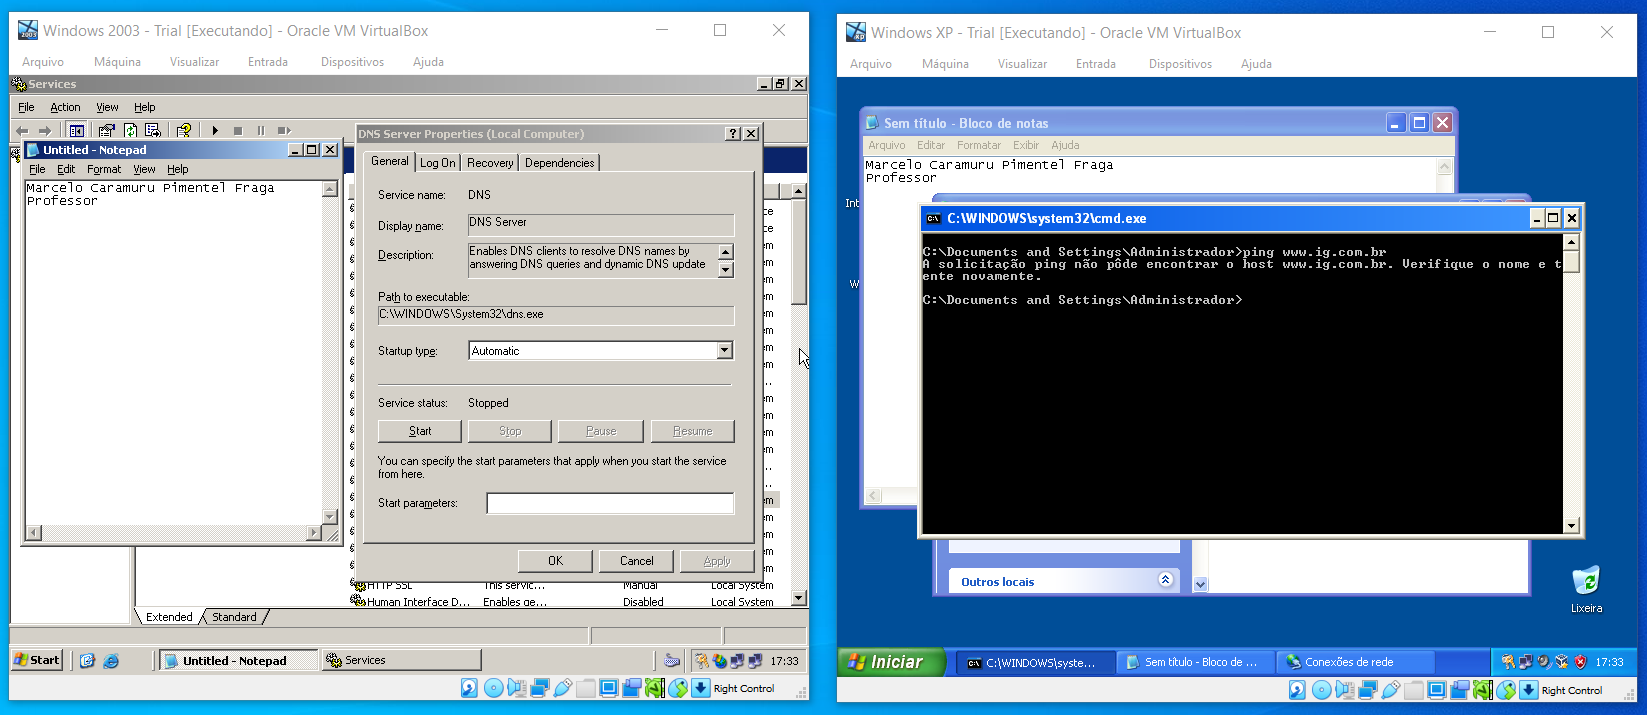 Windows 2003 - Trial [Executando] - Oracle VM VirtualBox
Arquivo Máquina Visualizar Entrada Dispositivos Ajuda
Services
File Action View Help
Untitled - Notepad
File Edit Format View Help
Marcelo Caramuru Pimentel Fraga
Professor
DNS Server Properties (Local Computer)
General Log On Recovery Dependencies
Service name: DNS
Display name: DNS Server
Description: Enables DNS clients to resolve DNS names by
answering DNS queries and dynamic DNS update
Path to executable:
C:\WINDOWS\System32\dns.exe
Startup type: Automatic
Service status: Stopped
Start Stop Pause Resume
You can specify the start parameters that apply when you start the service
from here.
Start parameters:
OK Cancel Apply
HTTP SSL This servic... Manual Local System
Human Interface D... Enables ge... Disabled Local System
Extended Standard
Start Untitled - Notepad Services 17:33
Right Control
Windows XP - Trial [Executando] - Oracle VM VirtualBox
Arquivo Máquina Visualizar Entrada Dispositivos Ajuda
Sem título - Bloco de notas
Arquivo Editar Formatar Exibir Ajuda
Marcelo Caramuru Pimentel Fraga
Professor
Int
W
C:\WINDOWS\system32\cmd.exe
C:\Documents and Settings\Administrador>ping www.ig.com.br
A solicitação ping não pôde encontrar o host www.ig.com.br. Verifique o nome e t
ente novamente.
C:\Documents and Settings\Administrador>
Outros locais
Lixeira
Iniciar C:\WINDOWS\syste... Sem título - Bloco de ... Conexões de rede 17:33
Right Control